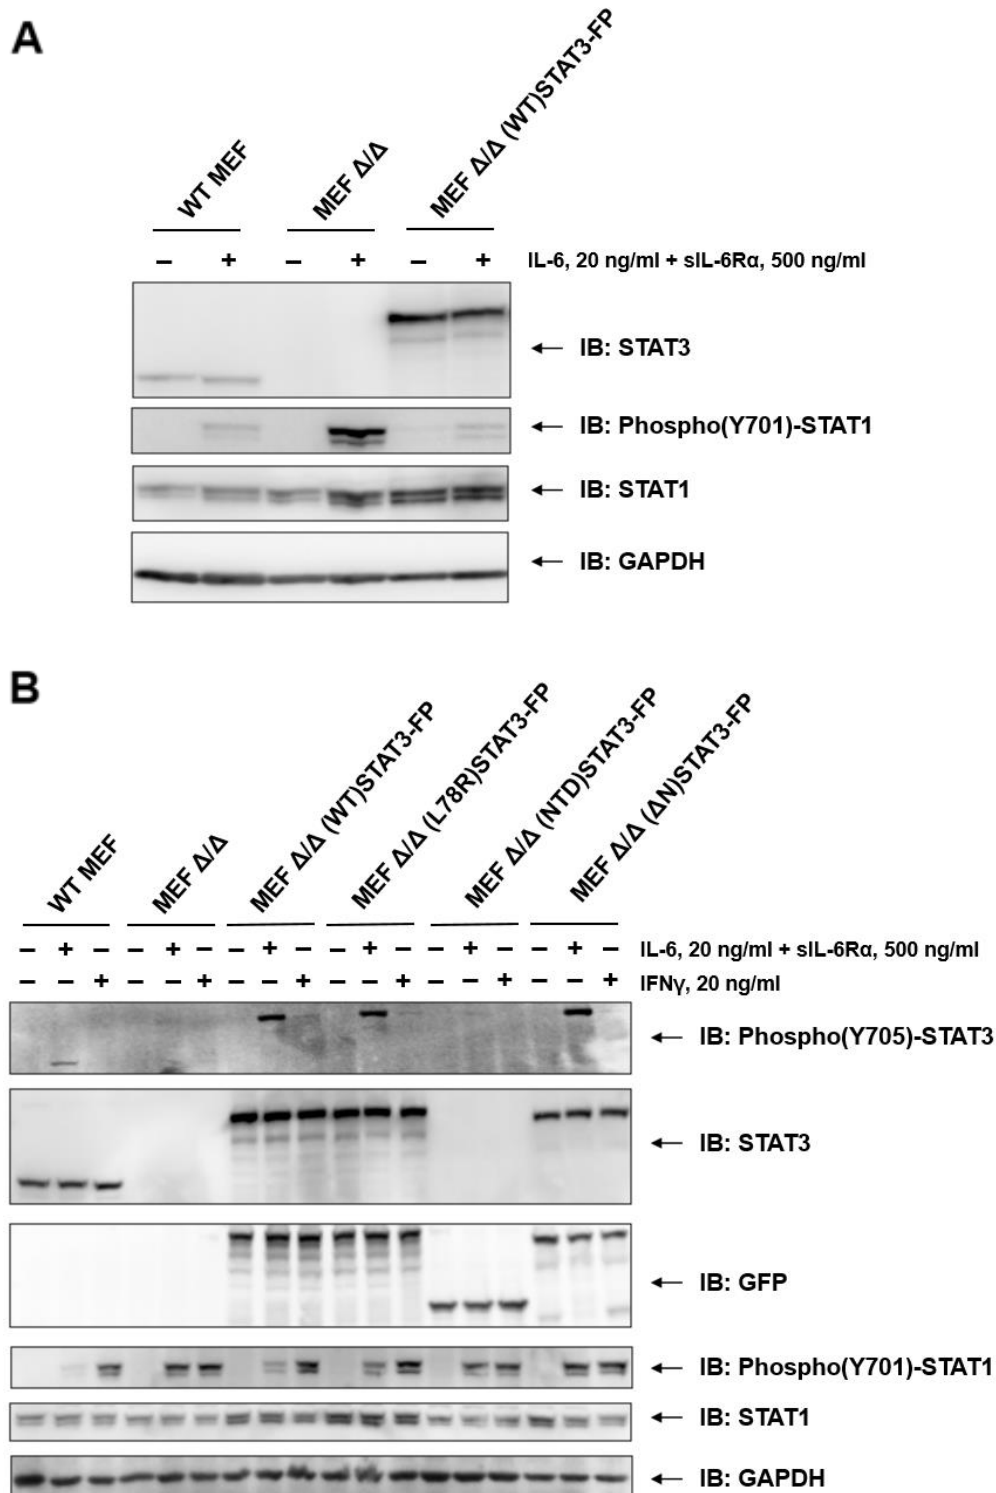 A
WT MEF
MEF Δ/Δ
MEF Δ/Δ (WT)STAT3-FP
– + – + – + IL-6, 20 ng/ml + sIL-6Rα, 500 ng/ml
← IB: STAT3
← IB: Phospho(Y701)-STAT1
← IB: STAT1
← IB: GAPDH
B
WT MEF
MEF Δ/Δ
MEF Δ/Δ (WT)STAT3-FP
MEF Δ/Δ (L78R)STAT3-FP
MEF Δ/Δ (NTD)STAT3-FP
MEF Δ/Δ (ΔN)STAT3-FP
– + – – + – – + – – + – – + – – + – IL-6, 20 ng/ml + sIL-6Rα, 500 ng/ml
– – + – – + – – + – – + – – + – – + IFNγ, 20 ng/ml
← IB: Phospho(Y705)-STAT3
← IB: STAT3
← IB: GFP
← IB: Phospho(Y701)-STAT1
← IB: STAT1
← IB: GAPDH